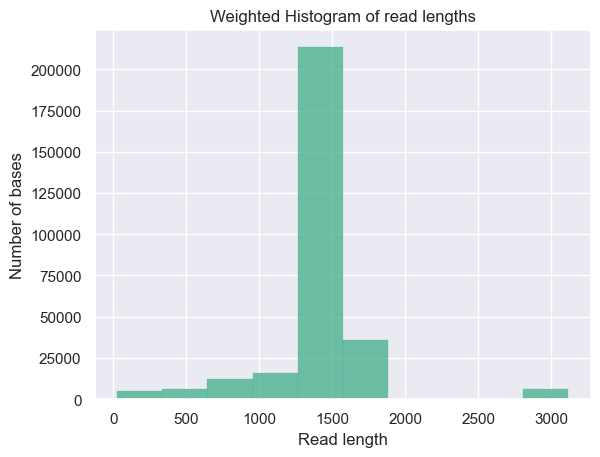 Weighted Histogram of read lengths
200000
175000
150000
125000
100000
75000
50000
25000
0
Number of bases
0 500 1000 1500 2000 2500 3000
Read length